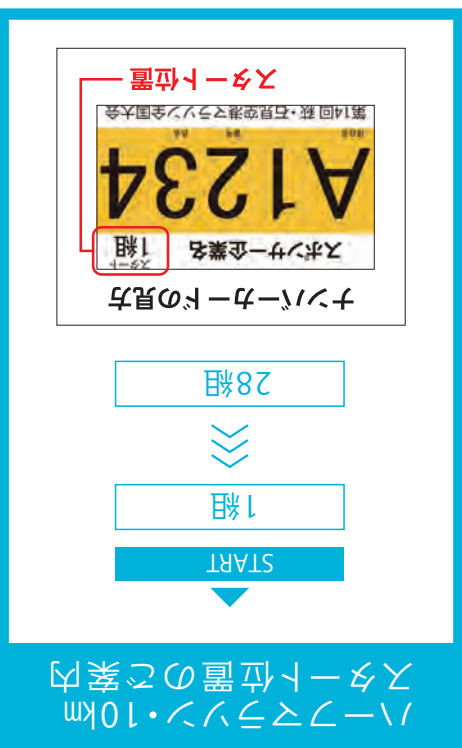 ハーフマラソン・10km
スタート位置のご案内
START
1組
28組
ナンバーカードの見方
スポンサー企業名
スタート
1組
A1234
第14回 萩・石見空港マラソン全国大会
スタート位置